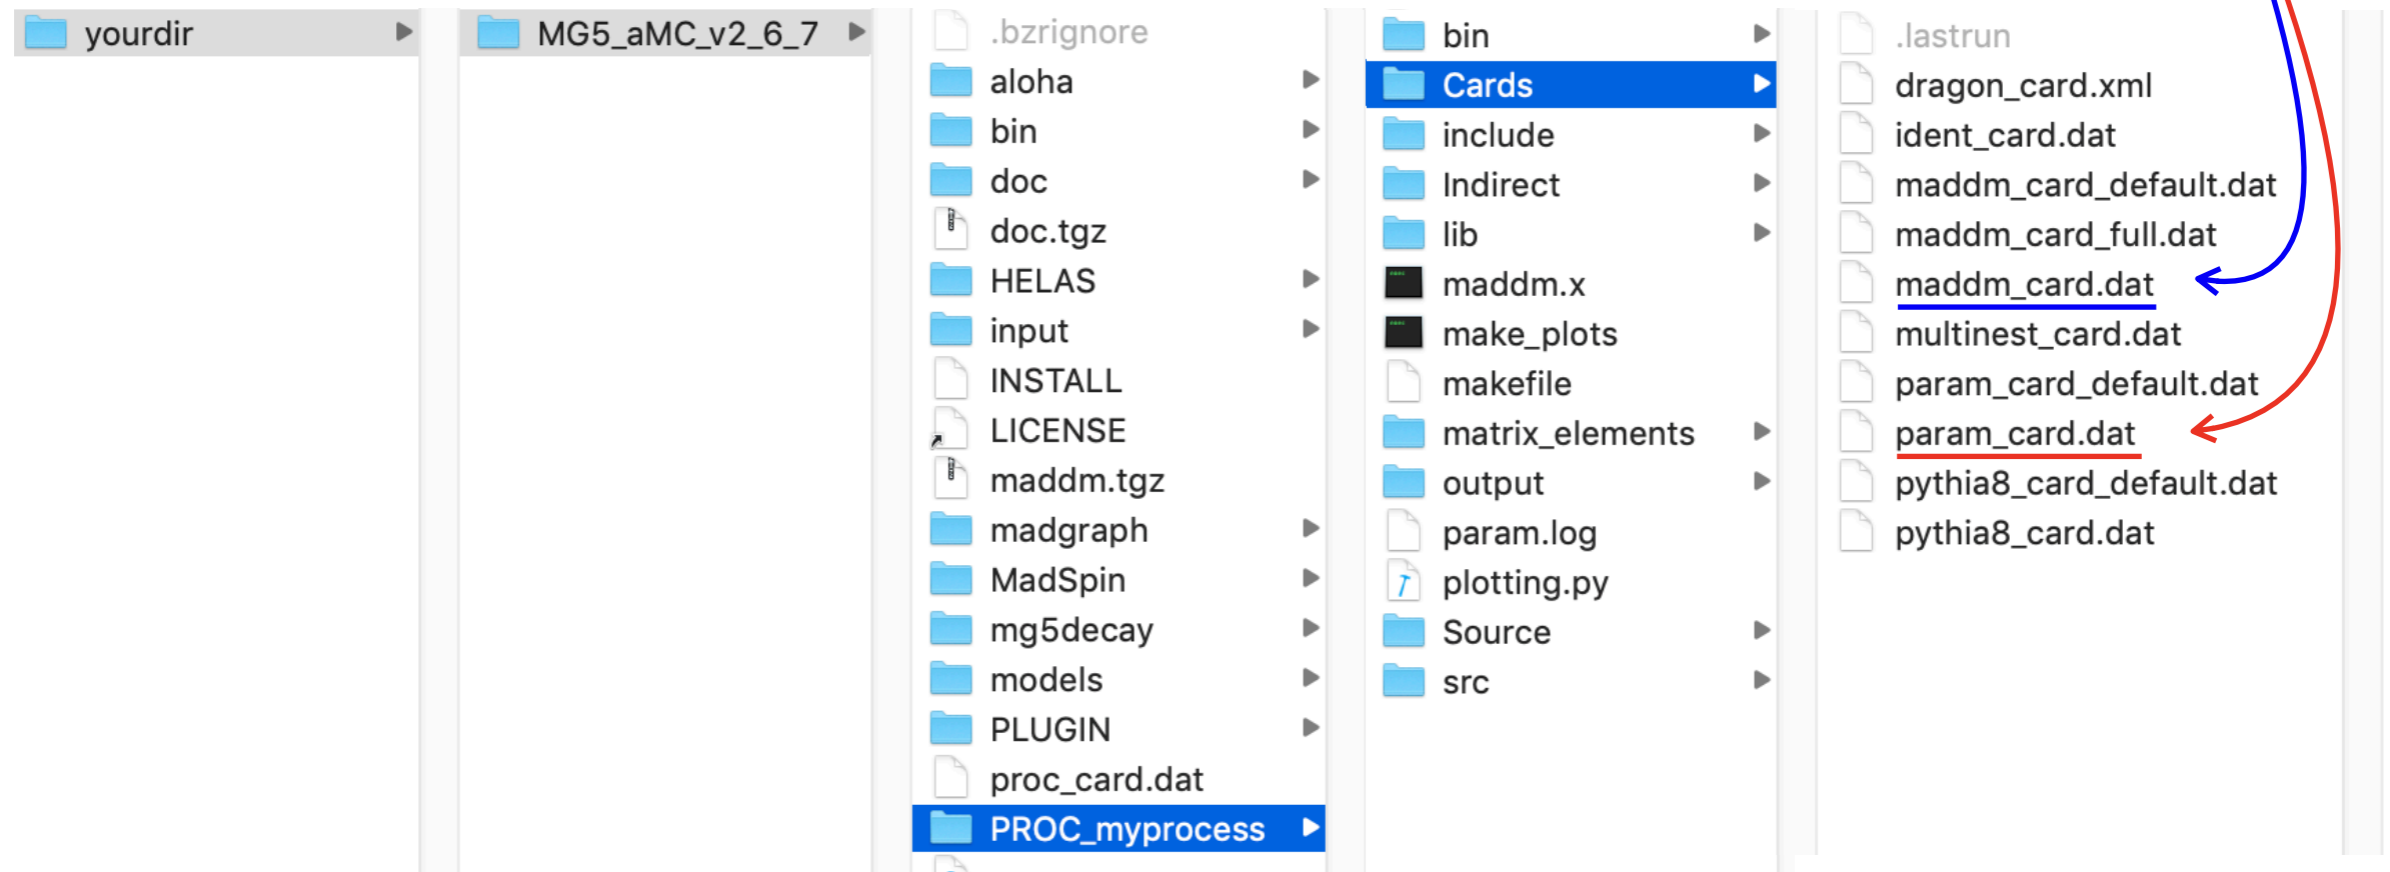 yourdir
MG5_aMC_v2_6_7
.bzrignore
aloha
bin
doc
doc.tgz
HELAS
input
INSTALL
LICENSE
maddm.tgz
madgraph
MadSpin
mg5decay
models
PLUGIN
proc_card.dat
PROC_myprocess
bin
Cards
include
Indirect
lib
maddm.x
make_plots
makefile
matrix_elements
output
param.log
plotting.py
Source
src
.lastrun
dragon_card.xml
ident_card.dat
maddm_card_default.dat
maddm_card_full.dat
maddm_card.dat
multinest_card.dat
param_card_default.dat
param_card.dat
pythia8_card_default.dat
pythia8_card.dat